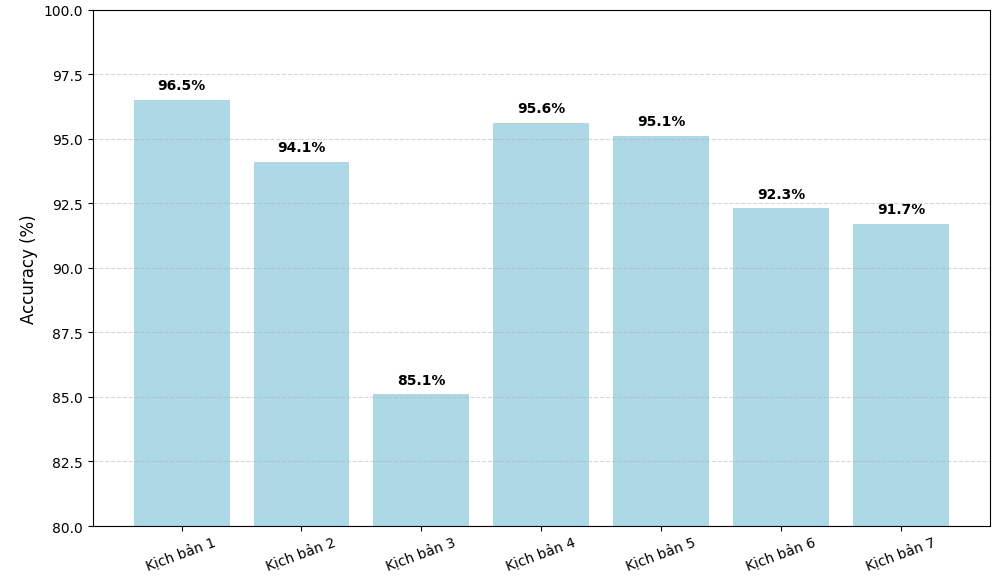 Accuracy (%)
100.0
97.5
95.0
92.5
90.0
87.5
85.0
82.5
80.0
96.5%
94.1%
85.1%
95.6%
95.1%
92.3%
91.7%
Kịch bản 1
Kịch bản 2
Kịch bản 3
Kịch bản 4
Kịch bản 5
Kịch bản 6
Kịch bản 7